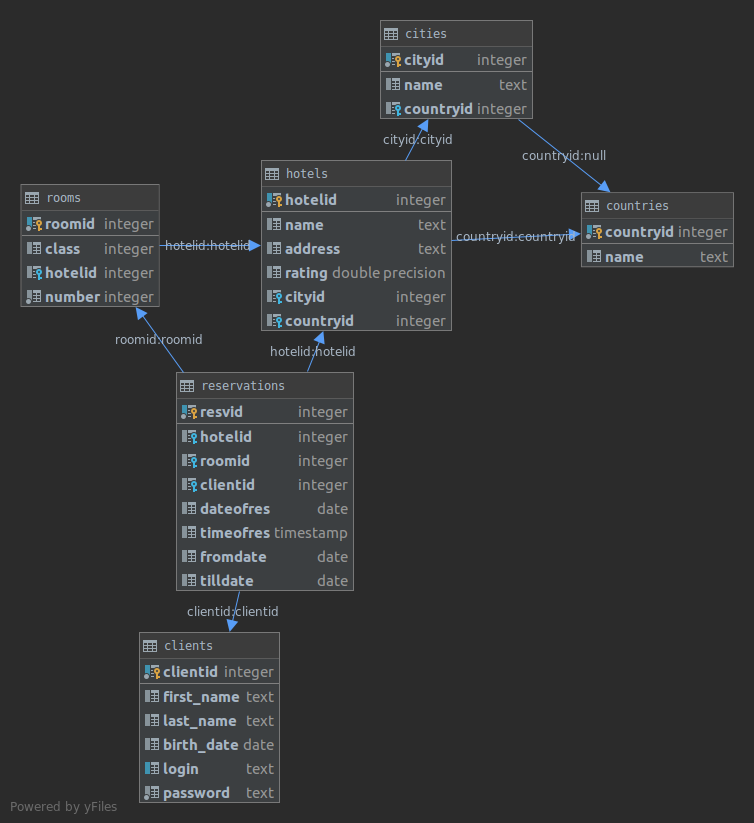 cities
cityid integer
name text
countryid integer
cityid:cityid
countryid:null
hotels
hotelid integer
name text
address text
rating double precision
cityid integer
countryid integer
rooms
roomid integer
class integer
hotelid integer
number integer
hotelid:hotelid
countryid:countryid
countries
countryid integer
name text
roomid:roomid
hotelid:hotelid
reservations
resvid integer
hotelid integer
roomid integer
clientid integer
dateofres date
timeofres timestamp
fromdate date
tilldate date
clientid:clientid
clients
clientid integer
first_name text
last_name text
birth_date date
login text
password text
Powered by yFiles